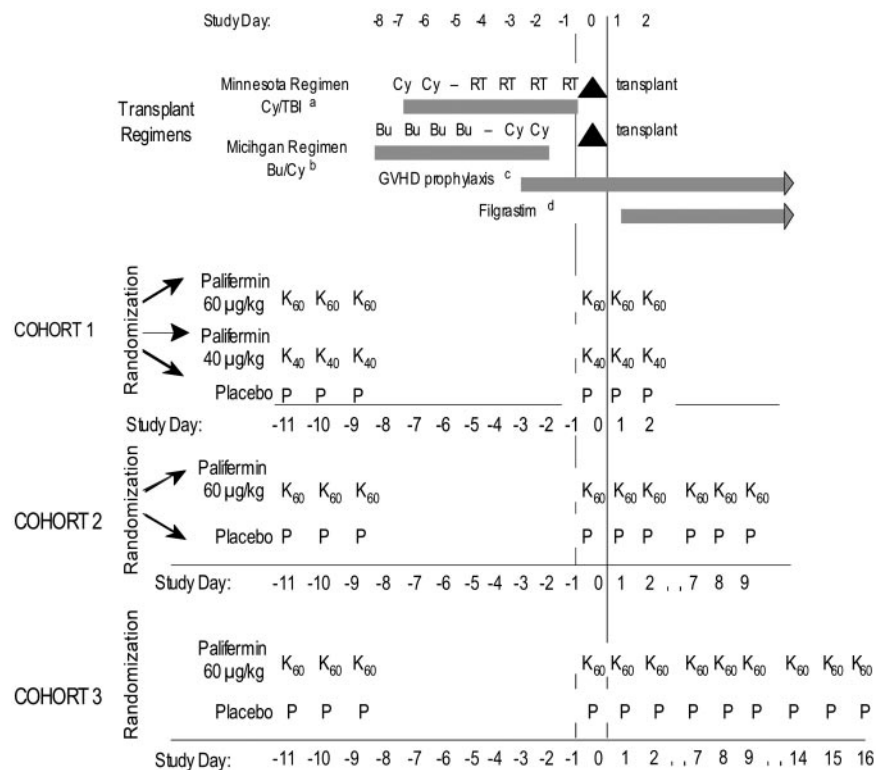 Study Day: -8 -7 -6 -5 -4 -3 -2 -1 0 1 2
Transplant Regimens
Minnesota Regimen Cy Cy – RT RT RT RT transplant
Cy/TBI a
Bu Bu Bu Bu – Cy Cy transplant
Micihgan Regimen
Bu/Cy b
GVHD prophylaxis c
Filgrastim d
COHORT 1
Randomization
Palifermin
60 µg/kg K60 K60 K60 K60 K60 K60
Palifermin
40 µg/kg K40 K40 K40 K40 K40 K40
Placebo P P P P P P
Study Day: -11 -10 -9 -8 -7 -6 -5 -4 -3 -2 -1 0 1 2
COHORT 2
Randomization
Palifermin
60 µg/kg K60 K60 K60 K60 K60 K60 K60 K60 K60
Placebo P P P P P P P P P
Study Day: -11 -10 -9 -8 -7 -6 -5 -4 -3 -2 -1 0 1 2 , , 7 8 9
COHORT 3
Randomization
Palifermin
60 µg/kg K60 K60 K60 K60 K60 K60 K60 K60 K60 K60 K60 K60
Placebo P P P P P P P P P P P P
Study Day: -11 -10 -9 -8 -7 -6 -5 -4 -3 -2 -1 0 1 2 , , 7 8 9 , , 14 15 16